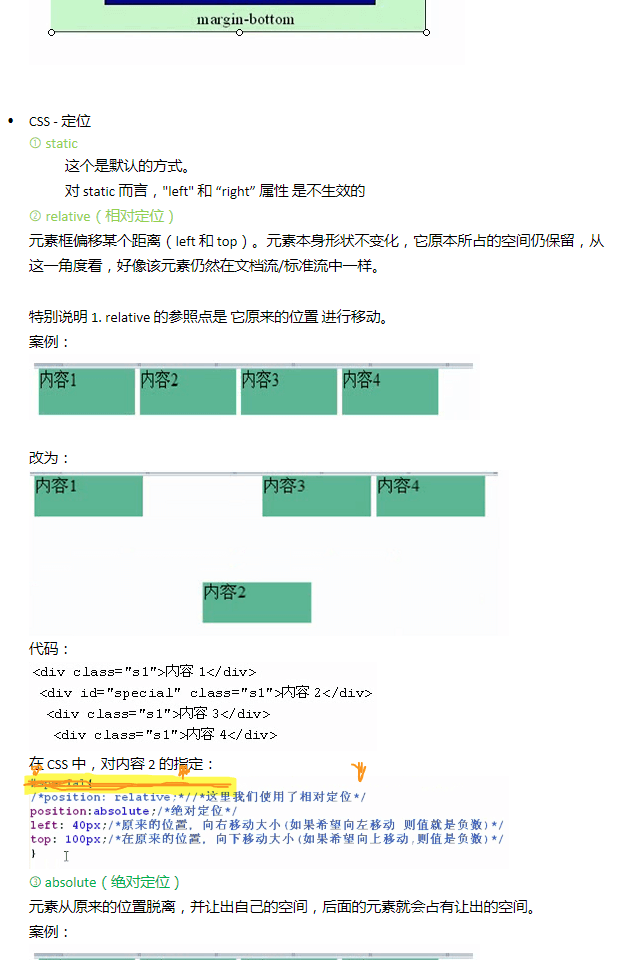 margin-bottom
• CSS - 定位
① static
这个是默认的方式。
对 static 而言，"left" 和 “right” 属性 是不生效的
② relative（相对定位）
元素框偏移某个距离（left 和 top）。元素本身形状不变化，它原本所占的空间仍保留，从
这一角度看，好像该元素仍然在文档流/标准流中一样。
特别说明 1. relative 的参照点是 它原来的位置 进行移动。
案例：
内容1 内容2 内容3 内容4
改为：
内容1 内容3 内容4
内容2
代码：
<div class="s1">内容1</div>
<div id="special" class="s1">内容2</div>
<div class="s1">内容3</div>
<div class="s1">内容4</div>
在 CSS 中，对内容 2 的指定：
#special{
/*position: relative;*//*这里我们使用了相对定位*/
position:absolute;/*绝对定位*/
left: 40px;/*原来的位置, 向右移动大小(如果希望向左移动 则值就是负数)*/
top: 100px;/*在原来的位置, 向下移动大小(如果希望向上移动,则值是负数)*/
}
③ absolute（绝对定位）
元素从原来的位置脱离，并让出自己的空间，后面的元素就会占有让出的空间。
案例：